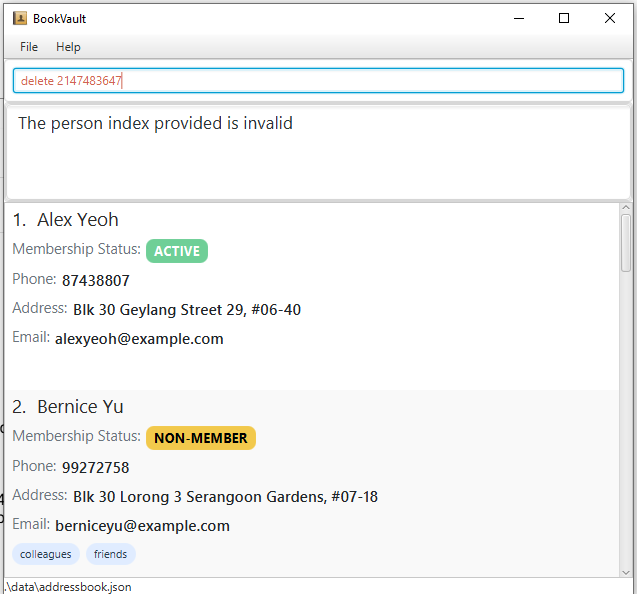 BookVault
File Help
delete 2147483647
The person index provided is invalid
1. Alex Yeoh
Membership Status: ACTIVE
Phone: 87438807
Address: Blk 30 Geylang Street 29, #06-40
Email: alexyeoh@example.com
2. Bernice Yu
Membership Status: NON-MEMBER
Phone: 99272758
Address: Blk 30 Lorong 3 Serangoon Gardens, #07-18
Email: berniceyu@example.com
colleagues friends
.\data\addressbook.json